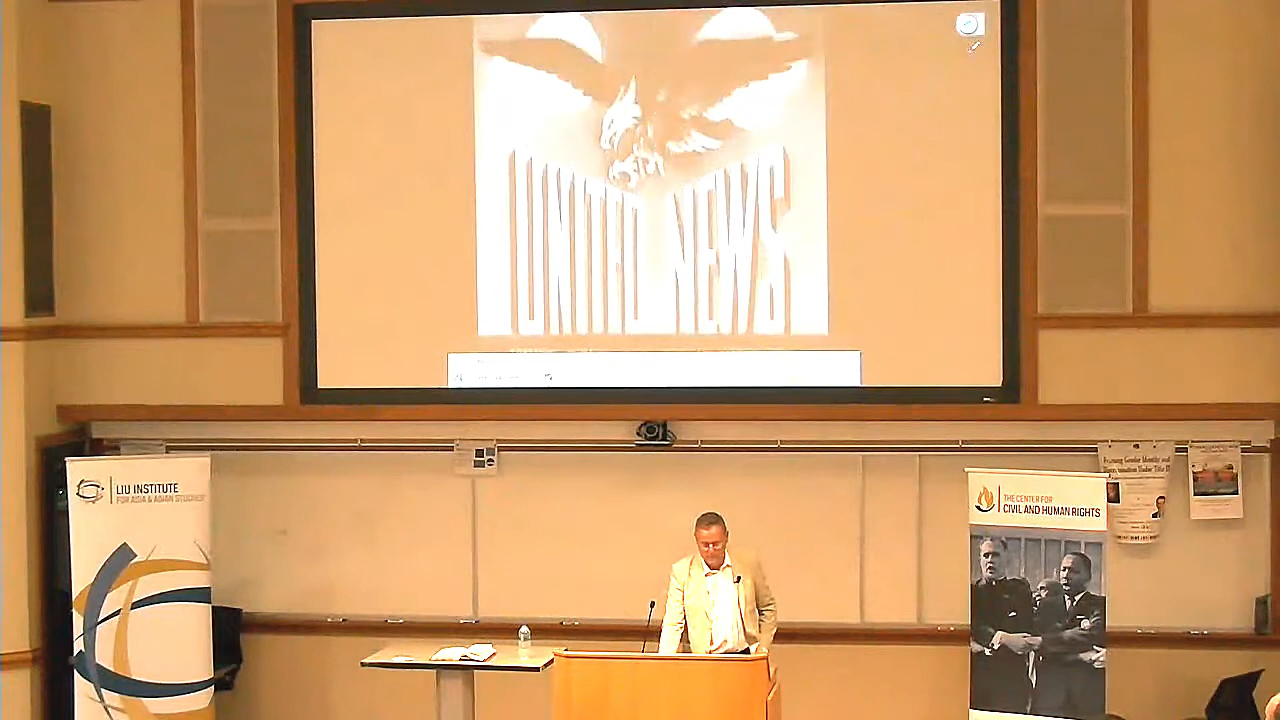 UNITED NEWS
LIU INSTITUTE
FOR ASIA & ASIAN STUDIES
THE CENTER FOR
CIVIL AND HUMAN RIGHTS